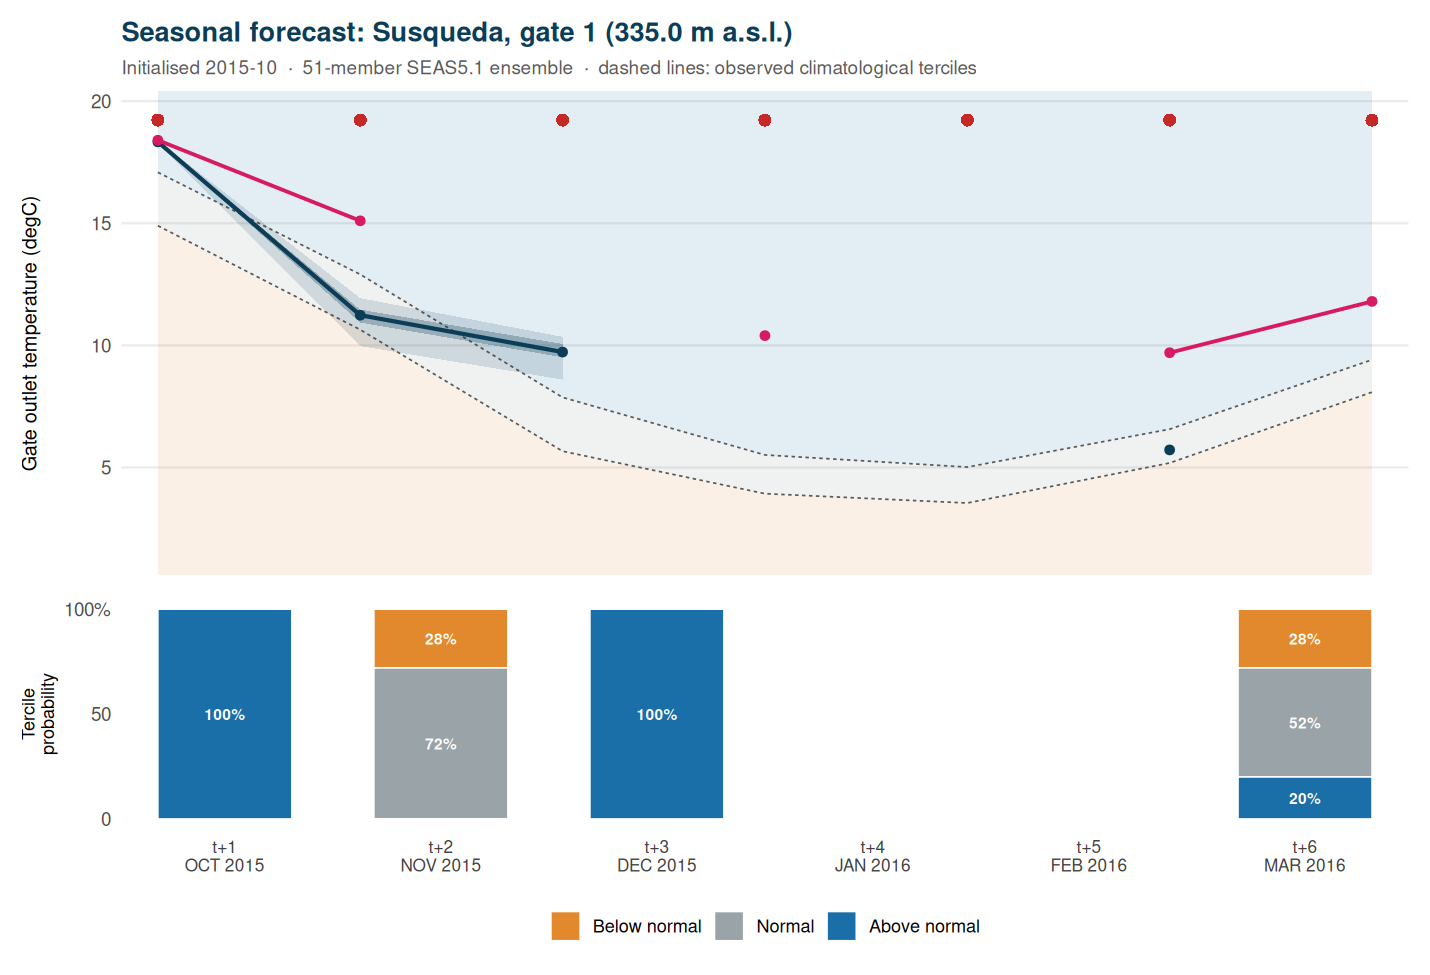 Seasonal forecast: Susqueda, gate 1 (335.0 m a.s.l.)
Initialised 2015-10 · 51-member SEAS5.1 ensemble · dashed lines: observed climatological terciles
Gate outlet temperature (degC)
20
15
10
5
Tercile
probability
100%
50
0
100%
28%
72%
100%
28%
52%
20%
t+1
OCT 2015
t+2
NOV 2015
t+3
DEC 2015
t+4
JAN 2016
t+5
FEB 2016
t+6
MAR 2016
Below normal
Normal
Above normal